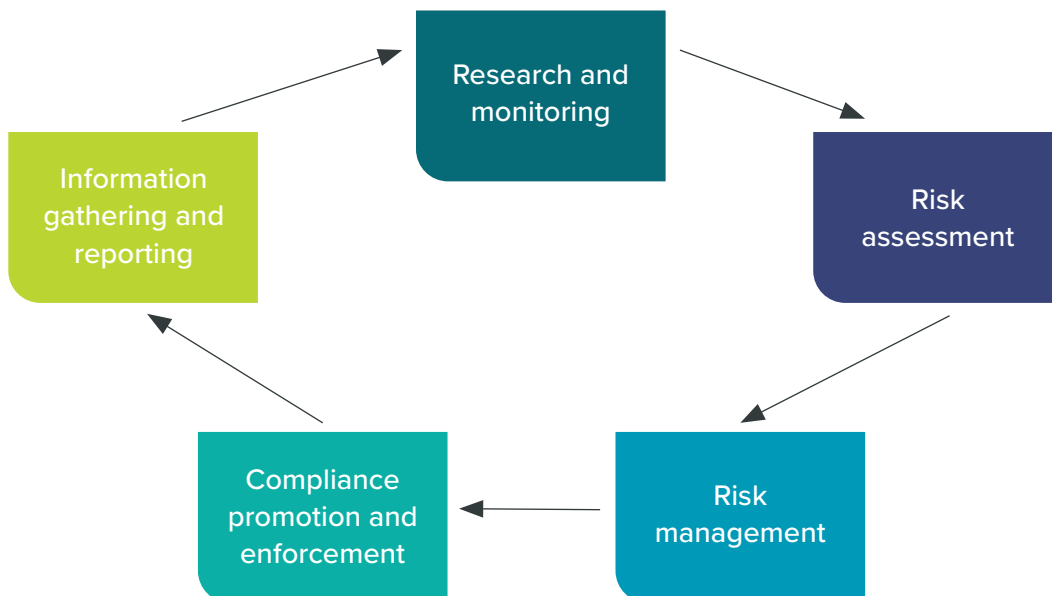 Research and
monitoring
Risk
assessment
Risk
management
Compliance
promotion and
enforcement
Information
gathering and
reporting